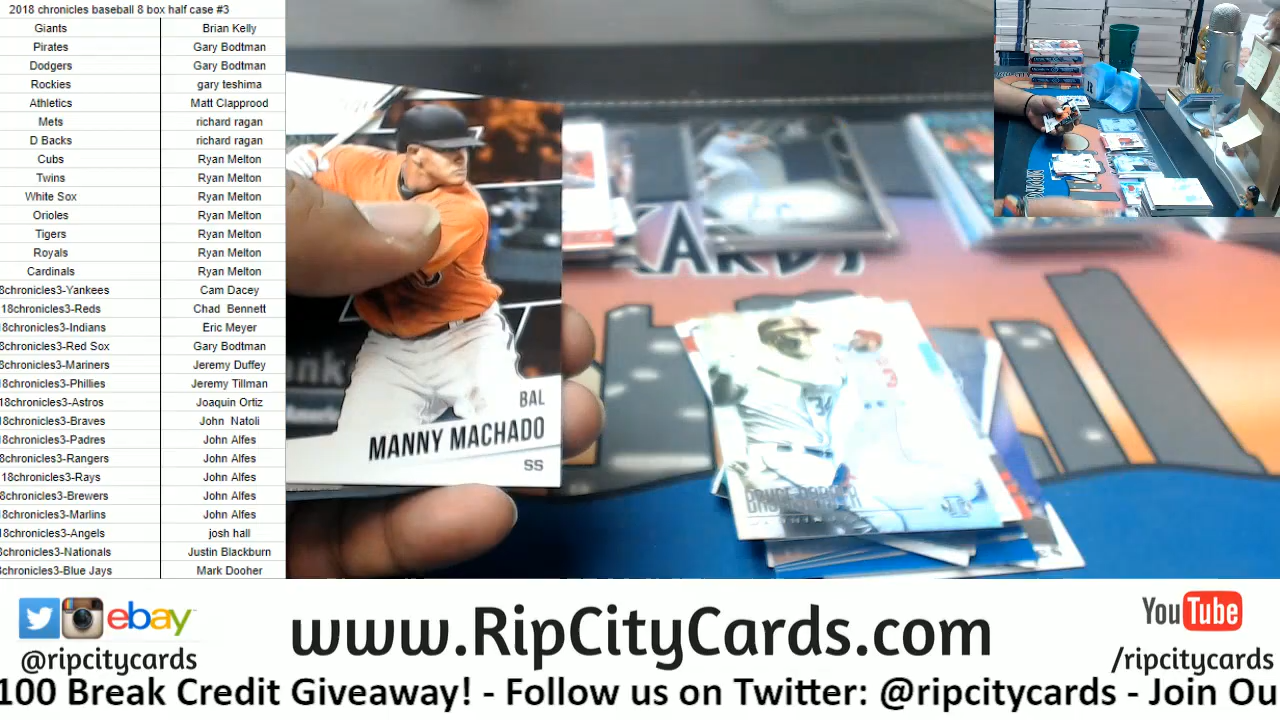 2018 chronicles baseball 8 box half case #3
Giants Brian Kelly
Pirates Gary Bodtman
Dodgers Gary Bodtman
Rockies gary teshima
Athletics Matt Clapprood
Mets richard ragan
D Backs richard ragan
Cubs Ryan Melton
Twins Ryan Melton
White Sox Ryan Melton
Orioles Ryan Melton
Tigers Ryan Melton
Royals Ryan Melton
Cardinals Ryan Melton
8chronicles3-Yankees Cam Dacey
18chronicles3-Reds Chad Bennett
18chronicles3-Indians Eric Meyer
8chronicles3-Red Sox Gary Bodtman
8chronicles3-Mariners Jeremy Duffey
18chronicles3-Phillies Jeremy Tillman
18chronicles3-Astros Joaquin Ortiz
8chronicles3-Braves John Natoli
18chronicles3-Padres John Alfes
8chronicles3-Rangers John Alfes
18chronicles3-Rays John Alfes
8chronicles3-Brewers John Alfes
18chronicles3-Marlins John Alfes
18chronicles3-Angels josh hall
8chronicles3-Nationals Justin Blackburn
8chronicles3-Blue Jays Mark Dooher
BAL
MANNY MACHADO
SS
34
3
ebay
@ripcitycards
www.RipCityCards.com
YouTube
/ripcitycards
100 Break Credit Giveaway! - Follow us on Twitter: @ripcitycards - Join Ou